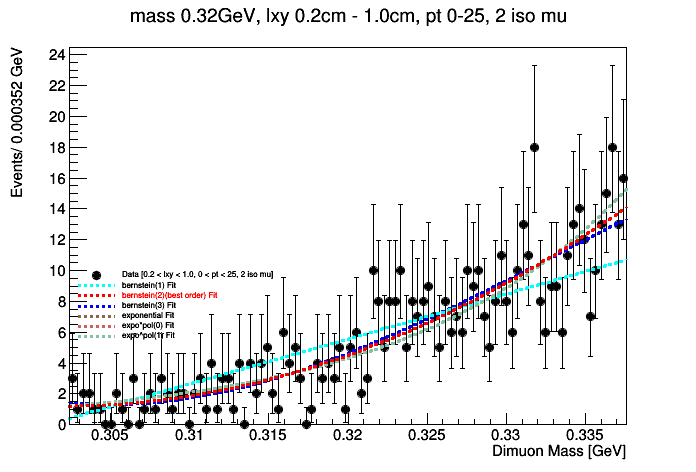 mass 0.32GeV, lxy 0.2cm - 1.0cm, pt 0-25, 2 iso mu
Events/ 0.000352 GeV
24
22
20
18
16
14
12
10
8
6
4
2
0
Data [0.2 < lxy < 1.0, 0 < pt < 25, 2 iso mu]
bernstein(1) Fit
bernstein(2)(best order) Fit
bernstein(3) Fit
exponential Fit
expo*pol(0) Fit
expo*pol(1) Fit
0.305 0.31 0.315 0.32 0.325 0.33 0.335
Dimuon Mass [GeV]